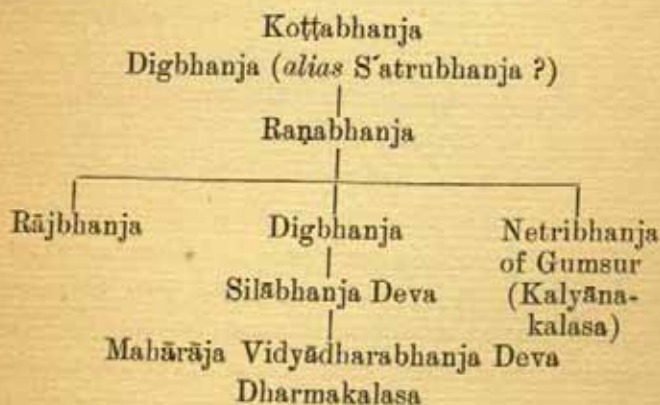 Koṭṭabhanja
Digbhanja (alias S´atrubhanja ?)
Raṇabhanja
Rājbhanja
Digbhanja
Netribhanja
of Gumsur
(Kalyāna-
kalasa)
Silābhanja Deva
Mahārāja Vidyādharabhanja Deva
Dharmakalasa